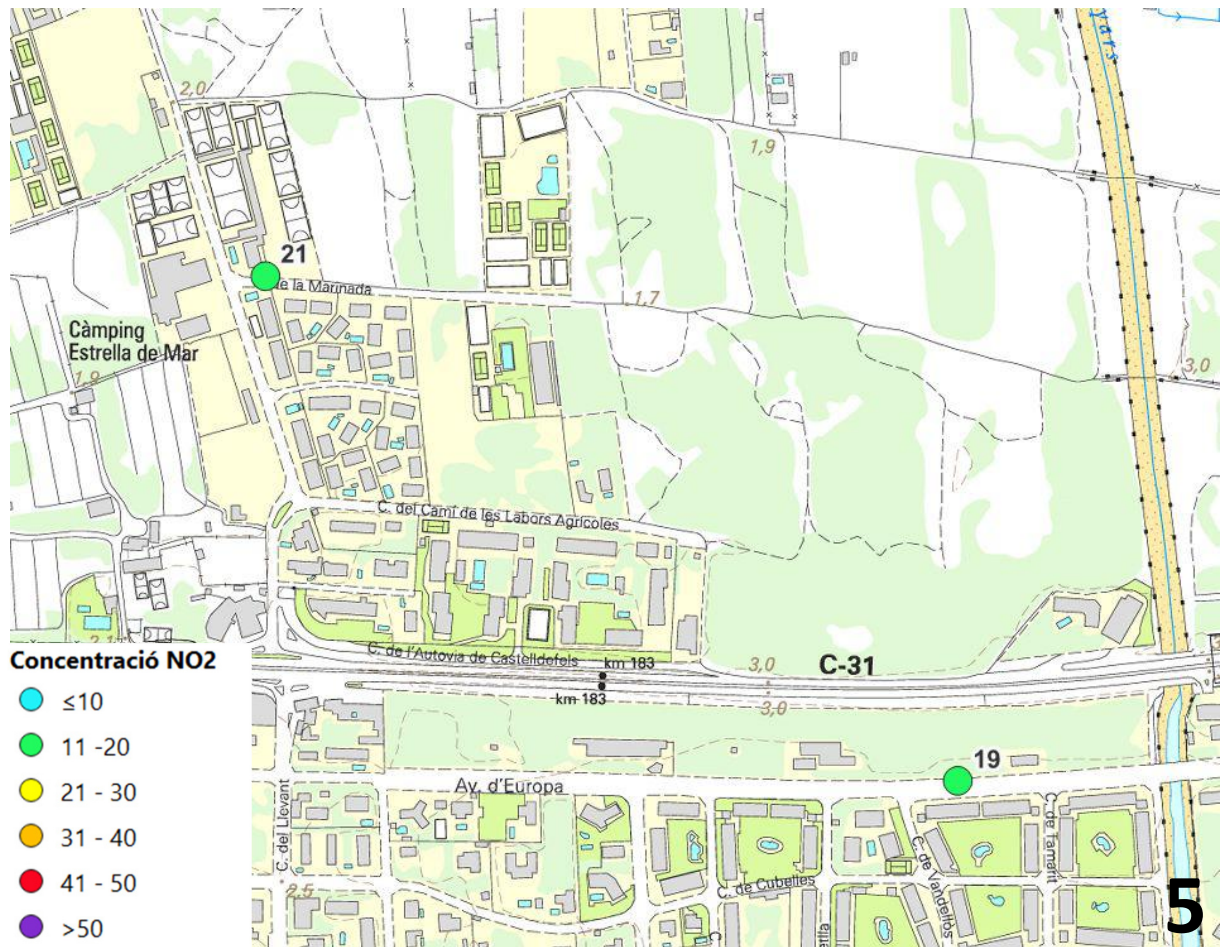 yars
2,0
1,9
21
de la Marinada
1,7
Càmping
Estrella de Mar
1,9
3,0
C. del Camí de les Labors Agrícoles
2,1
C. de l'Autovia de Castelldefels
km 183
3,0
C-31
km 183
3,0
Concentració NO2
≤10
11 -20
21 - 30
31 - 40
41 - 50
>50
19
Av. d'Europa
C. del Llevant
C. de Tamarit
C. de Vandellòs
C. de Cubelles
2,5
5